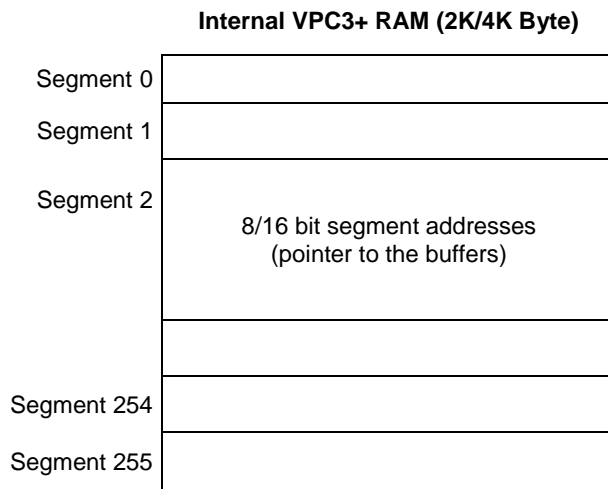 Internal VPC3+ RAM (2K/4K Byte)
Segment 0
Segment 1
Segment 2
8/16 bit segment addresses
(pointer to the buffers)
Segment 254
Segment 255